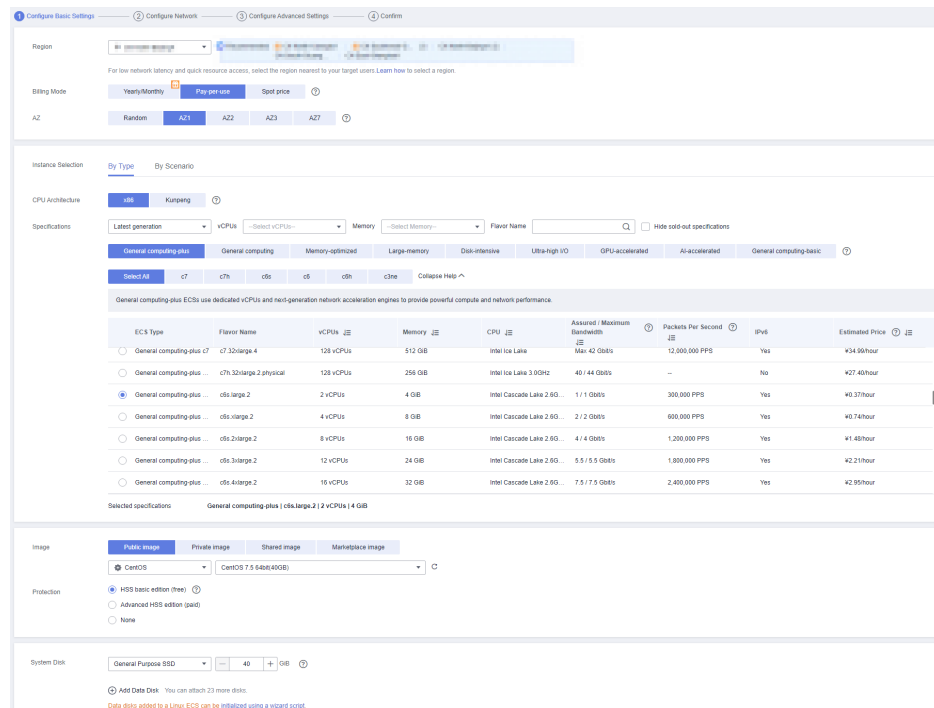 1 Configure Basic Settings 2 Configure Network 3 Configure Advanced Settings 4 Confirm
Region
For low network latency and quick resource access, select the region nearest to your target users.Learn how to select a region.
Billing Mode Yearly/Monthly Pay-per-use Spot price
AZ Random AZ1 AZ2 AZ3 AZ7
Instance Selection By Type By Scenario
CPU Architecture x86 Kunpeng
Specifications Latest generation vCPUs --Select vCPUs-- Memory --Select Memory-- Flavor Name Hide sold-out specifications
General computing-plus General computing Memory-optimized Large-memory Disk-intensive Ultra-high I/O GPU-accelerated AI-accelerated General computing-basic
Select All c7 c7h c6s c6 c6h c3ne Collapse Help
General computing-plus ECSs use dedicated vCPUs and next-generation network acceleration engines to provide powerful compute and network performance.
ECS Type Flavor Name vCPUs Memory CPU Assured / Maximum Bandwidth Packets Per Second IPv6 Estimated Price
General computing-plus c7 c7.32xlarge.4 128 vCPUs 512 GiB Intel Ice Lake Max 42 Gbit/s 12,000,000 PPS Yes ¥34.99/hour
General computing-plus ... c7h.32xlarge.2.physical 128 vCPUs 256 GiB Intel Ice Lake 3.0GHz 40 / 44 Gbit/s -- No ¥27.40/hour
General computing-plus ... c6s.large.2 2 vCPUs 4 GiB Intel Cascade Lake 2.6G... 1 / 1 Gbit/s 300,000 PPS Yes ¥0.37/hour
General computing-plus ... c6s.xlarge.2 4 vCPUs 8 GiB Intel Cascade Lake 2.6G... 2 / 2 Gbit/s 600,000 PPS Yes ¥0.74/hour
General computing-plus ... c6s.2xlarge.2 8 vCPUs 16 GiB Intel Cascade Lake 2.6G... 4 / 4 Gbit/s 1,200,000 PPS Yes ¥1.48/hour
General computing-plus ... c6s.3xlarge.2 12 vCPUs 24 GiB Intel Cascade Lake 2.6G... 5.5 / 5.5 Gbit/s 1,800,000 PPS Yes ¥2.21/hour
General computing-plus ... c6s.4xlarge.2 16 vCPUs 32 GiB Intel Cascade Lake 2.6G... 7.5 / 7.5 Gbit/s 2,400,000 PPS Yes ¥2.95/hour
Selected specifications General computing-plus | c6s.large.2 | 2 vCPUs | 4 GiB
Image Public image Private image Shared image Marketplace image
CentOS CentOS 7.5 64bit(40GB)
Protection HSS basic edition (free)
Advanced HSS edition (paid)
None
System Disk General Purpose SSD 40 GiB
Add Data Disk You can attach 23 more disks.
Data disks added to a Linux ECS can be initialized using a wizard script.